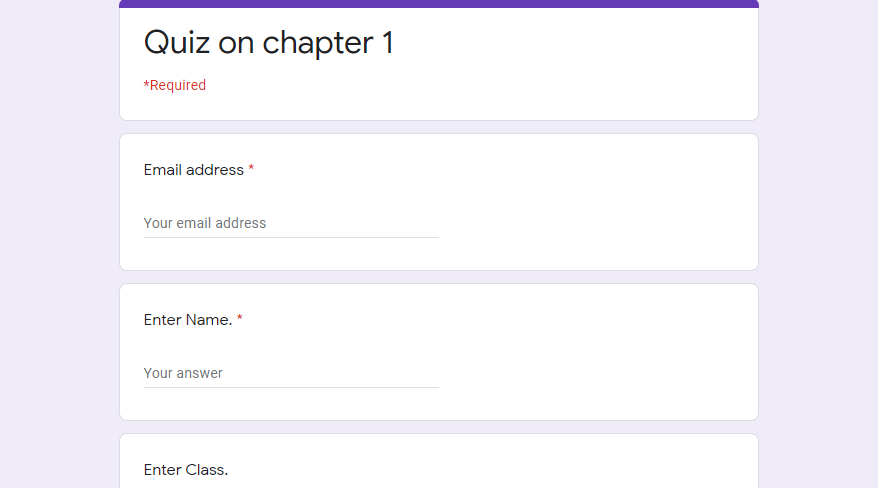 Quiz on chapter 1
*Required
Email address *
Your email address
Enter Name. *
Your answer
Enter Class.